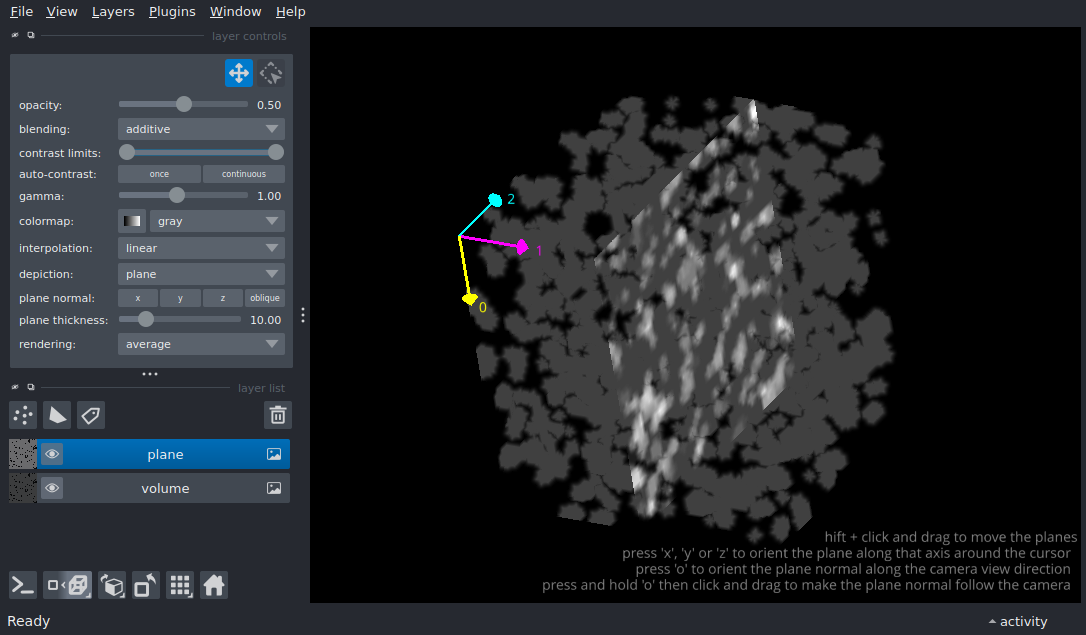 File View Layers Plugins Window Help
layer controls
opacity: 0.50
blending: additive
contrast limits:
auto-contrast: once continuous
gamma: 1.00
colormap: gray
interpolation: linear
depiction: plane
plane normal: x y z oblique
plane thickness: 10.00
rendering: average
layer list
plane
volume
2
1
0
hift + click and drag to move the planes
press 'x', 'y' or 'z' to orient the plane along that axis around the cursor
press 'o' to orient the plane normal along the camera view direction
press and hold 'o' then click and drag to make the plane normal follow the camera
Ready
activity